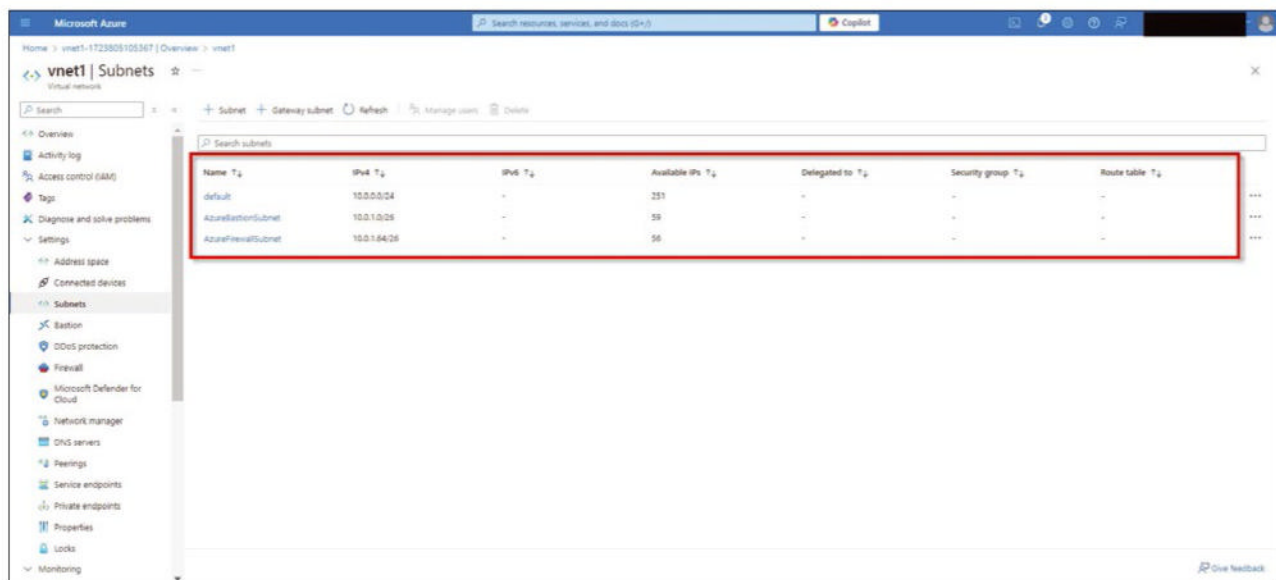 Microsoft Azure
Search resources, services, and docs (G+/)
Copilot
Home > vnet1-1723805105367 | Overview > vnet1
vnet1 | Subnets
Virtual network
Search
+ Subnet + Gateway subnet Refresh Manage users Delete
Search subnets
Name IPv4 IPv6 Available IPs Delegated to Security group Route table
default 10.0.0.0/24 - 251 - - -
AzureBastionSubnet 10.0.1.0/26 - 59 - - -
AzureFirewallSubnet 10.0.1.64/26 - 56 - - -
Overview
Activity log
Access control (IAM)
Tags
Diagnose and solve problems
Settings
Address space
Connected devices
Subnets
Bastion
DDoS protection
Firewall
Microsoft Defender for
Cloud
Network manager
DNS servers
Peerings
Service endpoints
Private endpoints
Properties
Locks
Monitoring
Give feedback